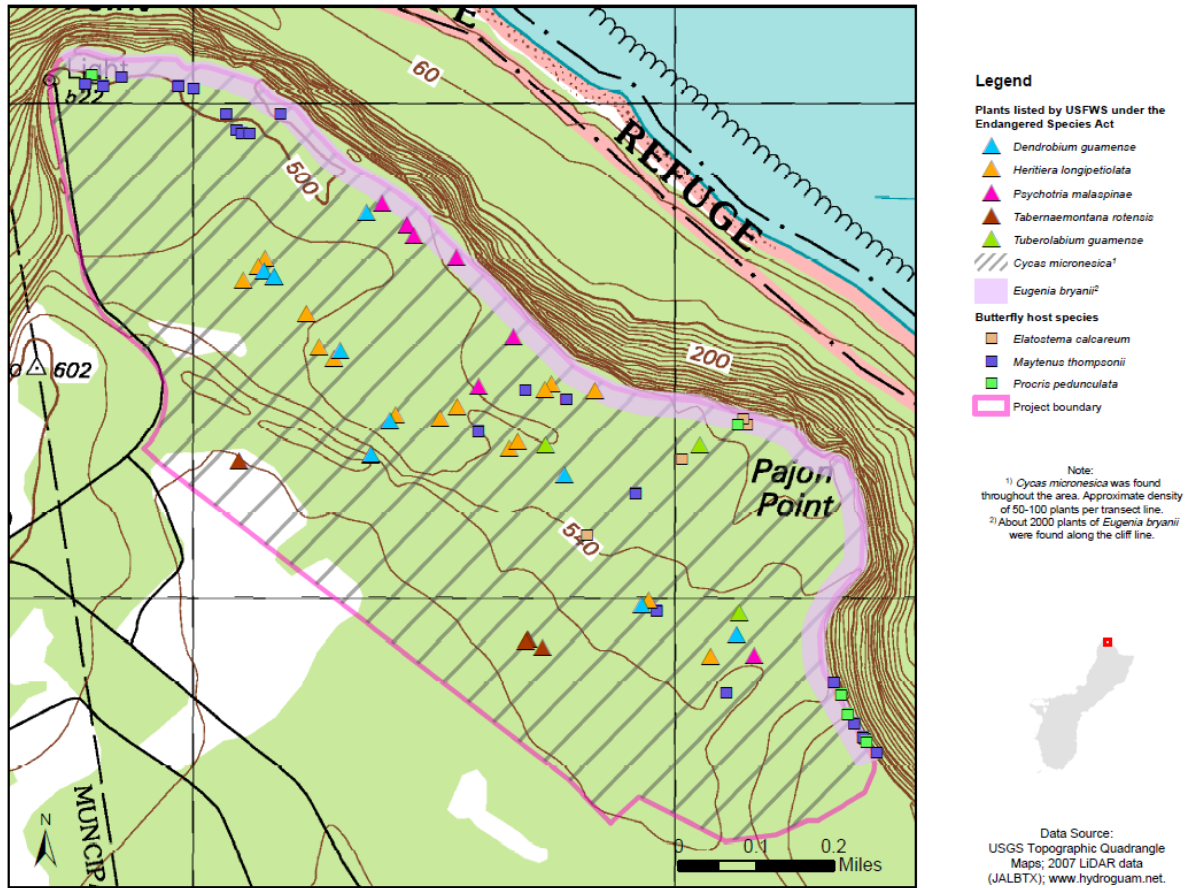 Point
60
REFUGE
Light
622
500
200
602
Pajon
Point
540
MUNCIP
N
0 0.1 0.2
Miles
Legend
Plants listed by USFWS under the
Endangered Species Act
Dendrobium guamense
Heritiera longipetiolata
Psychotria malaspinae
Tabernaemontana rotensis
Tuberolabium guamense
Cycas micronesica¹
Eugenia bryanii²
Butterfly host species
Elatostema calcareum
Maytenus thompsonii
Procris pedunculata
Project boundary
Note:
¹⁾ Cycas micronesica was found
throughout the area. Approximate density
of 50-100 plants per transect line.
²⁾ About 2000 plants of Eugenia bryanii
were found along the cliff line.
Data Source:
USGS Topographic Quadrangle
Maps; 2007 LiDAR data
(JALBTX); www.hydroguam.net.